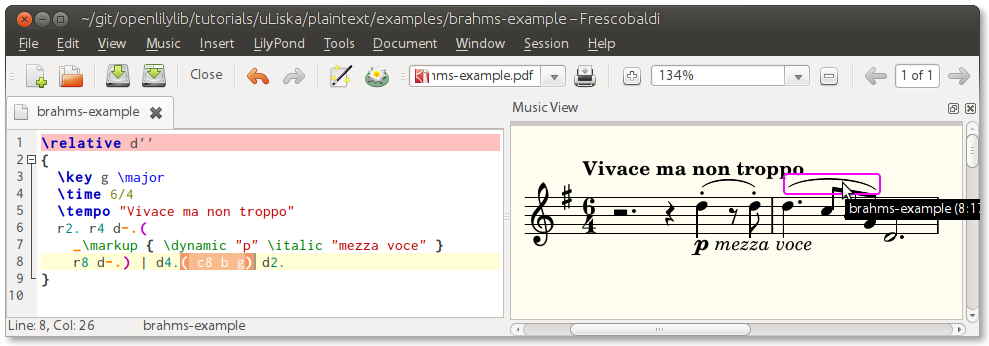 ~/git/openlilylib/tutorials/uLiska/plaintext/examples/brahms-example – Frescobaldi
File Edit View Music Insert LilyPond Tools Document Window Session Help
Close
ms-example.pdf
134%
1 of 1
brahms-example
Music View
1 \relative d''
2 {
3 \key g \major
4 \time 6/4
5 \tempo "Vivace ma non troppo"
6 r2. r4 d-.(
7 _\markup { \dynamic "p" \italic "mezza voce" }
8 r8 d-.) | d4.( c8 b g) d2.
9 }
10
Vivace ma non troppo
6
4
p mezza voce
brahms-example (8:1
Line: 8, Col: 26 brahms-example